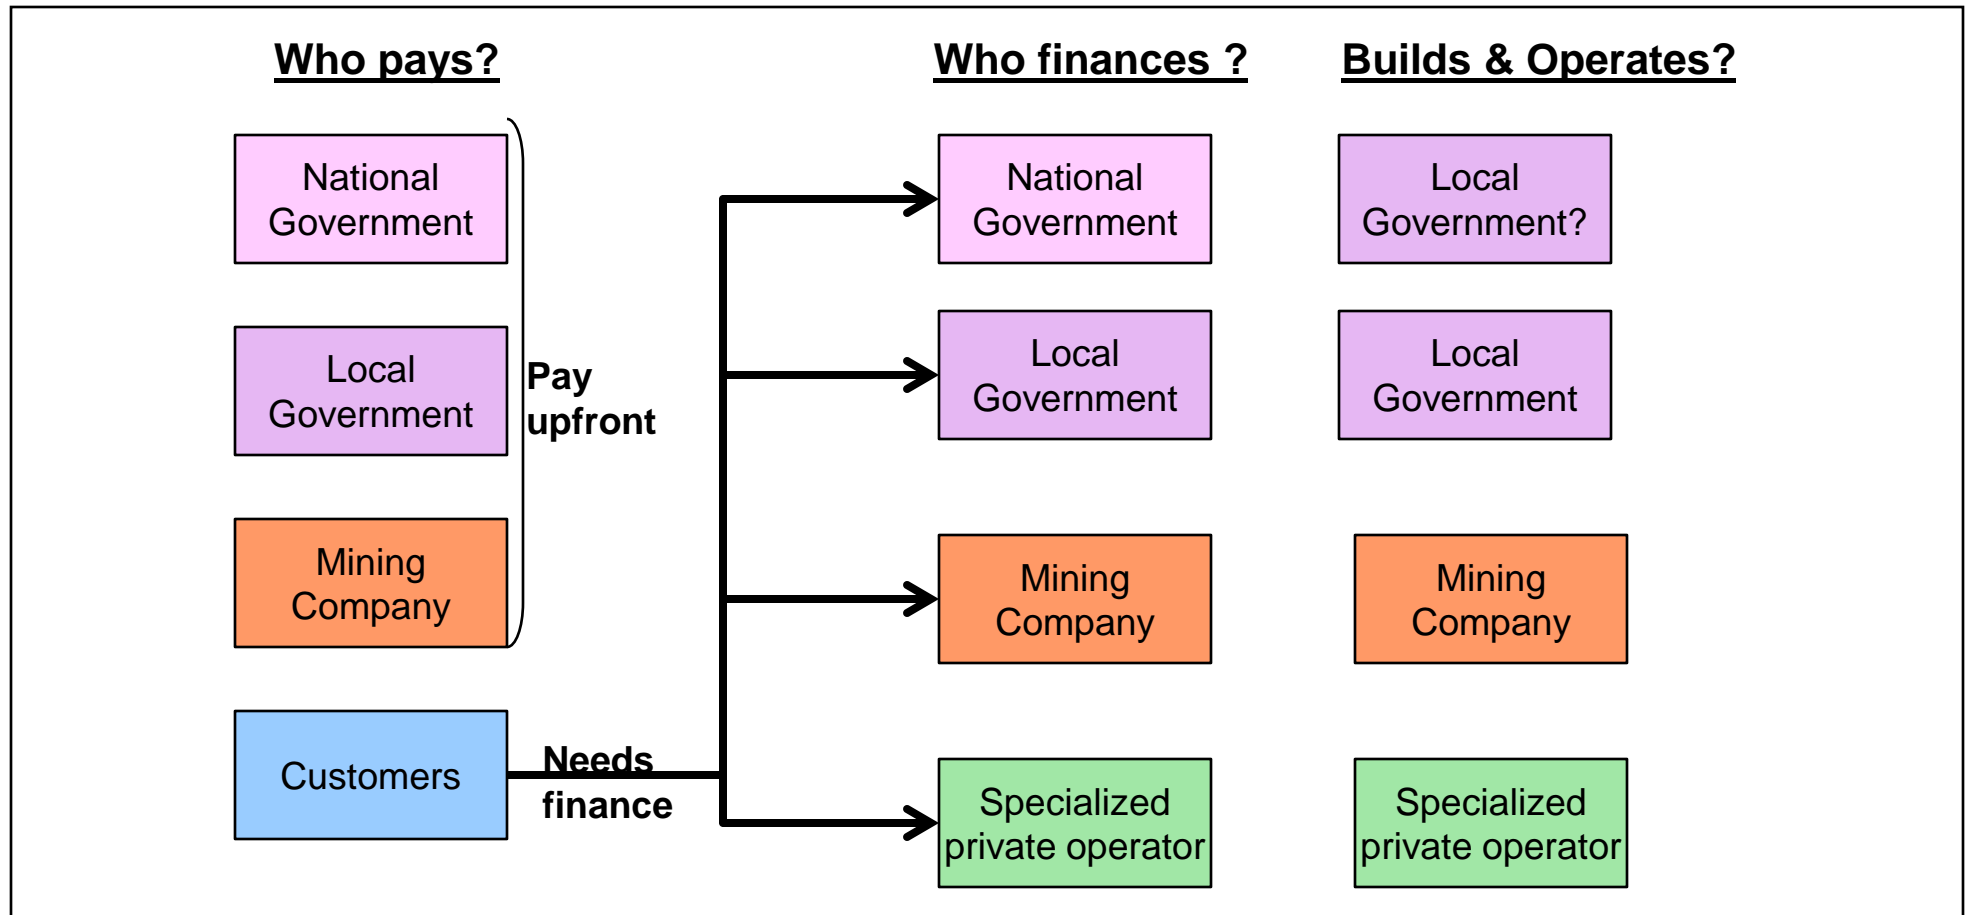 Who pays?
Who finances ?
Builds & Operates?
National
Government
National
Government
Local
Government?
Local
Government
Pay
upfront
Local
Government
Local
Government
Mining
Company
Mining
Company
Mining
Company
Customers
Needs
finance
Specialized
private operator
Specialized
private operator